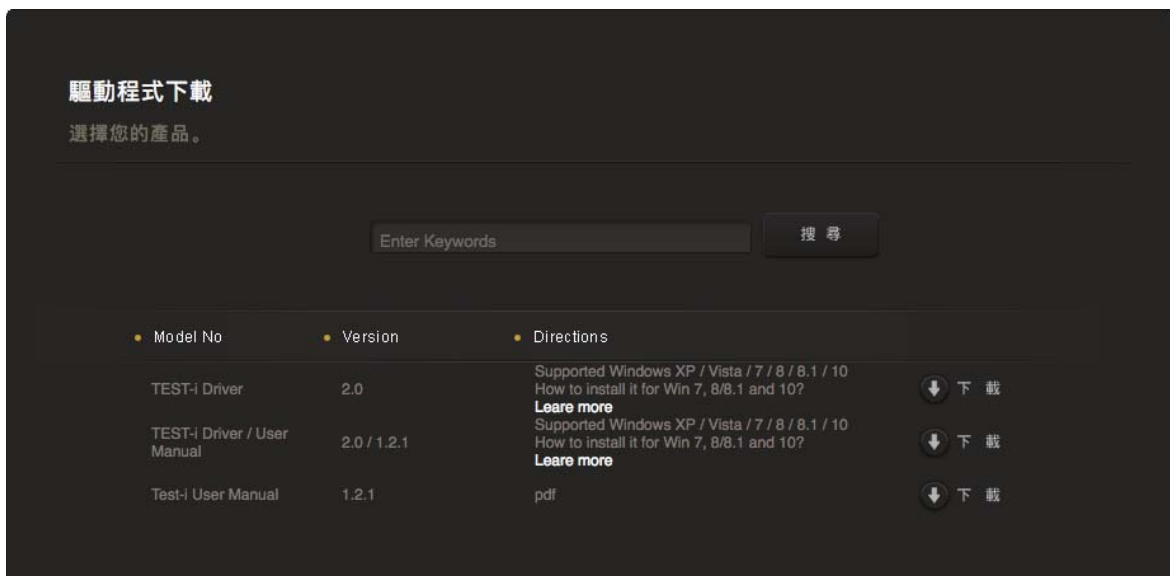 驅動程式下載
選擇您的產品。
Enter Keywords
搜 尋
Model No
Version
Directions
TEST-i Driver
2.0
Supported Windows XP / Vista / 7 / 8 / 8.1 / 10
How to install it for Win 7, 8/8.1 and 10?
Leare more
下 載
TEST-i Driver / User
Manual
2.0 / 1.2.1
Supported Windows XP / Vista / 7 / 8 / 8.1 / 10
How to install it for Win 7, 8/8.1 and 10?
Leare more
下 載
Test-i User Manual
1.2.1
pdf
下 載